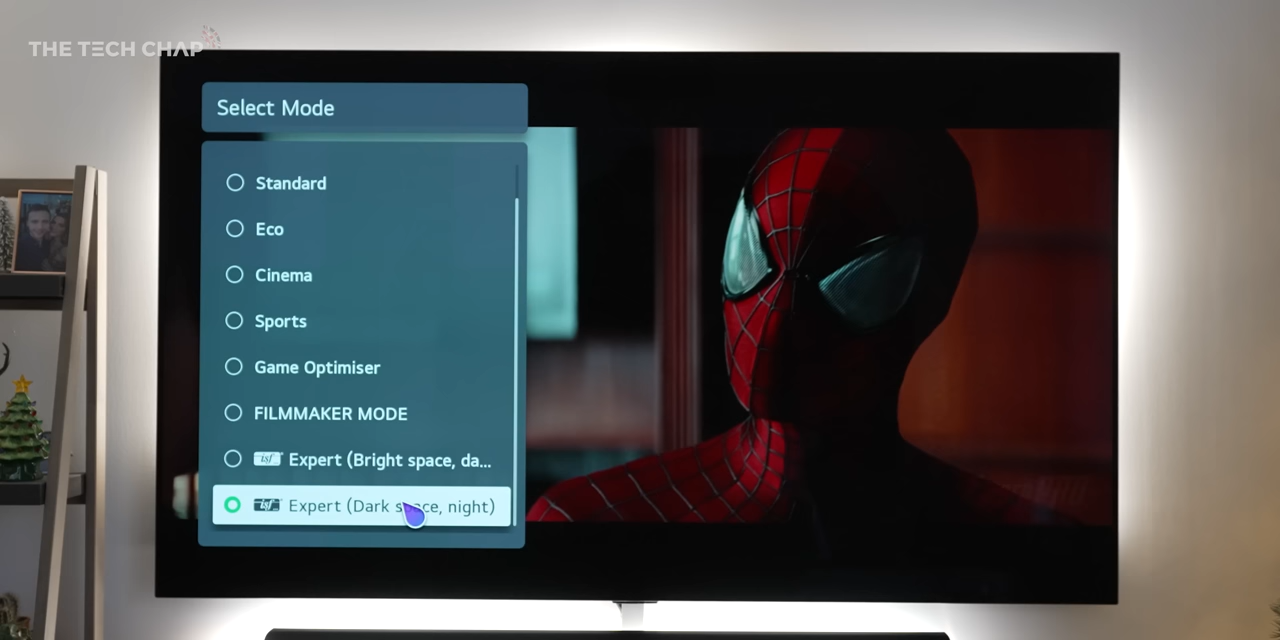 THE TECH CHAP
Select Mode
Standard
Eco
Cinema
Sports
Game Optimiser
FILMMAKER MODE
isf Expert (Bright space, da...
isf Expert (Dark space, night)